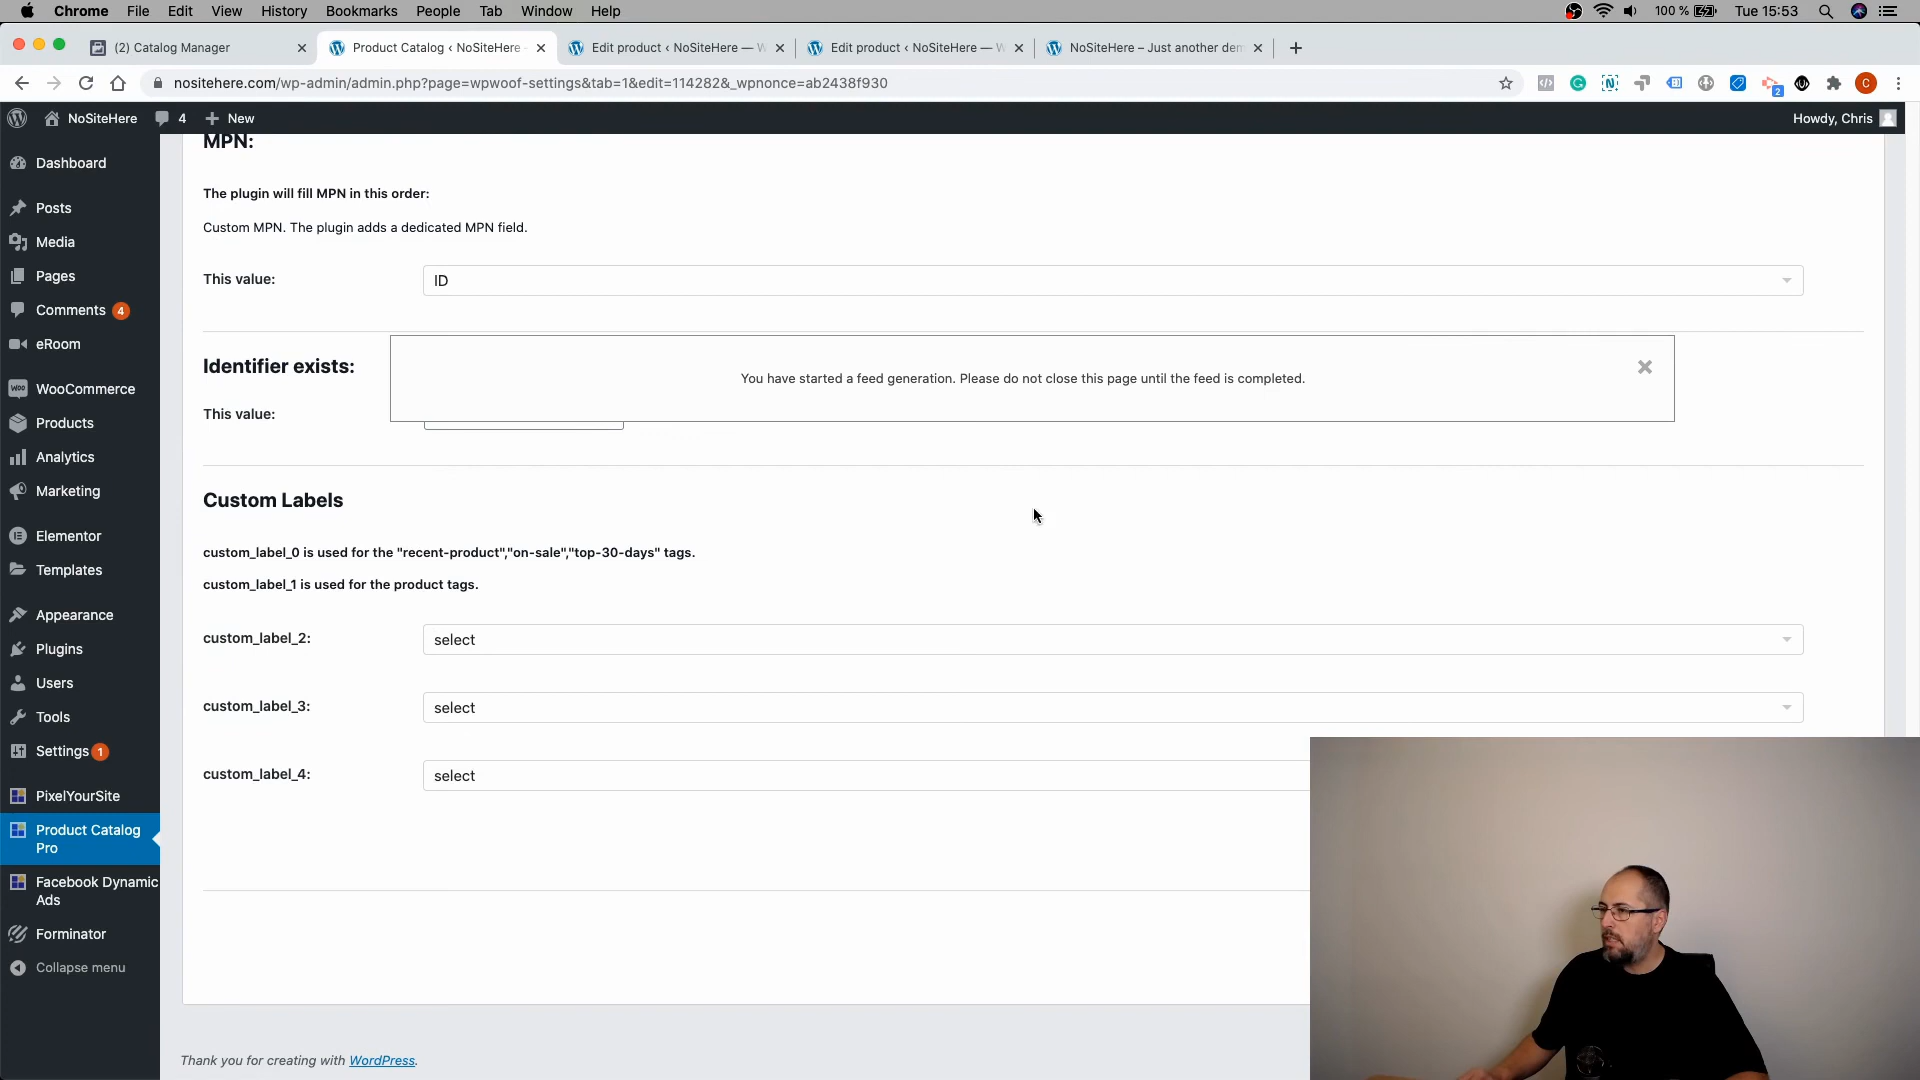 Chrome File Edit View History Bookmarks People Tab Window Help 100 % Tue 15:53
(2) Catalog Manager Product Catalog ‹ NoSiteHere - Edit product ‹ NoSiteHere — W Edit product ‹ NoSiteHere — W NoSiteHere – Just another dem
nositehere.com/wp-admin/admin.php?page=wpwoof-settings&tab=1&edit=114282&_wpnonce=ab2438f930 2 C
NoSiteHere 4 New Howdy, Chris
Dashboard
Posts
Media
Pages
Comments 4
eRoom
WOO WooCommerce
Products
Analytics
Marketing
Elementor
Templates
Appearance
Plugins
Users
Tools
Settings 1
PixelYourSite
Product Catalog
Pro
Facebook Dynamic
Ads
Forminator
Collapse menu
MPN:
The plugin will fill MPN in this order:
Custom MPN. The plugin adds a dedicated MPN field.
This value: ID
Identifier exists:
You have started a feed generation. Please do not close this page until the feed is completed.
This value:
Custom Labels
custom_label_0 is used for the "recent-product","on-sale","top-30-days" tags.
custom_label_1 is used for the product tags.
custom_label_2: select
custom_label_3: select
custom_label_4: select
Thank you for creating with WordPress.